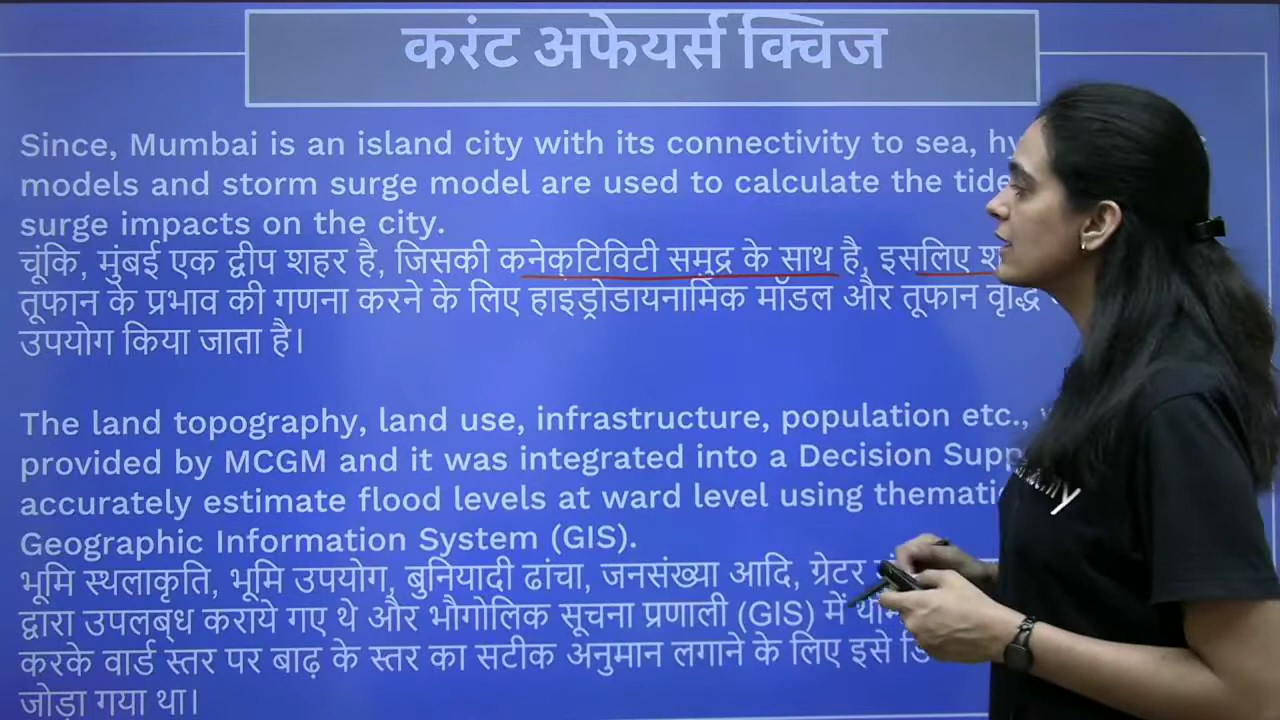 करंट अफेयर्स क्विज
Since, Mumbai is an island city with its connectivity to sea,
models and storm surge model are used to calculate the
surge impacts on the city.
चूंकि, मुंबई एक द्वीप शहर है, जिसकी कनेक्टिविटी समुद्र के साथ है, इसलिए
तूफान के प्रभाव की गणना करने के लिए हाइड्रोडायनामिक मॉडल और तूफान वृद्धि
उपयोग किया जाता है।
The land topography, land use, infrastructure, population etc.,
provided by MCGM and it was integrated into a Decision
accurately estimate flood levels at ward level using
Geographic Information System (GIS).
भूमि स्थलाकृति, भूमि उपयोग, बुनियादी ढांचा, जनसंख्या आदि, ग्रेटर
द्वारा उपलब्ध कराये गए थे और भौगोलिक सूचना प्रणाली (GIS) में
करके वार्ड स्तर पर बाढ़ के स्तर का सटीक अनुमान लगाने के लिए इसे
जोड़ा गया था।